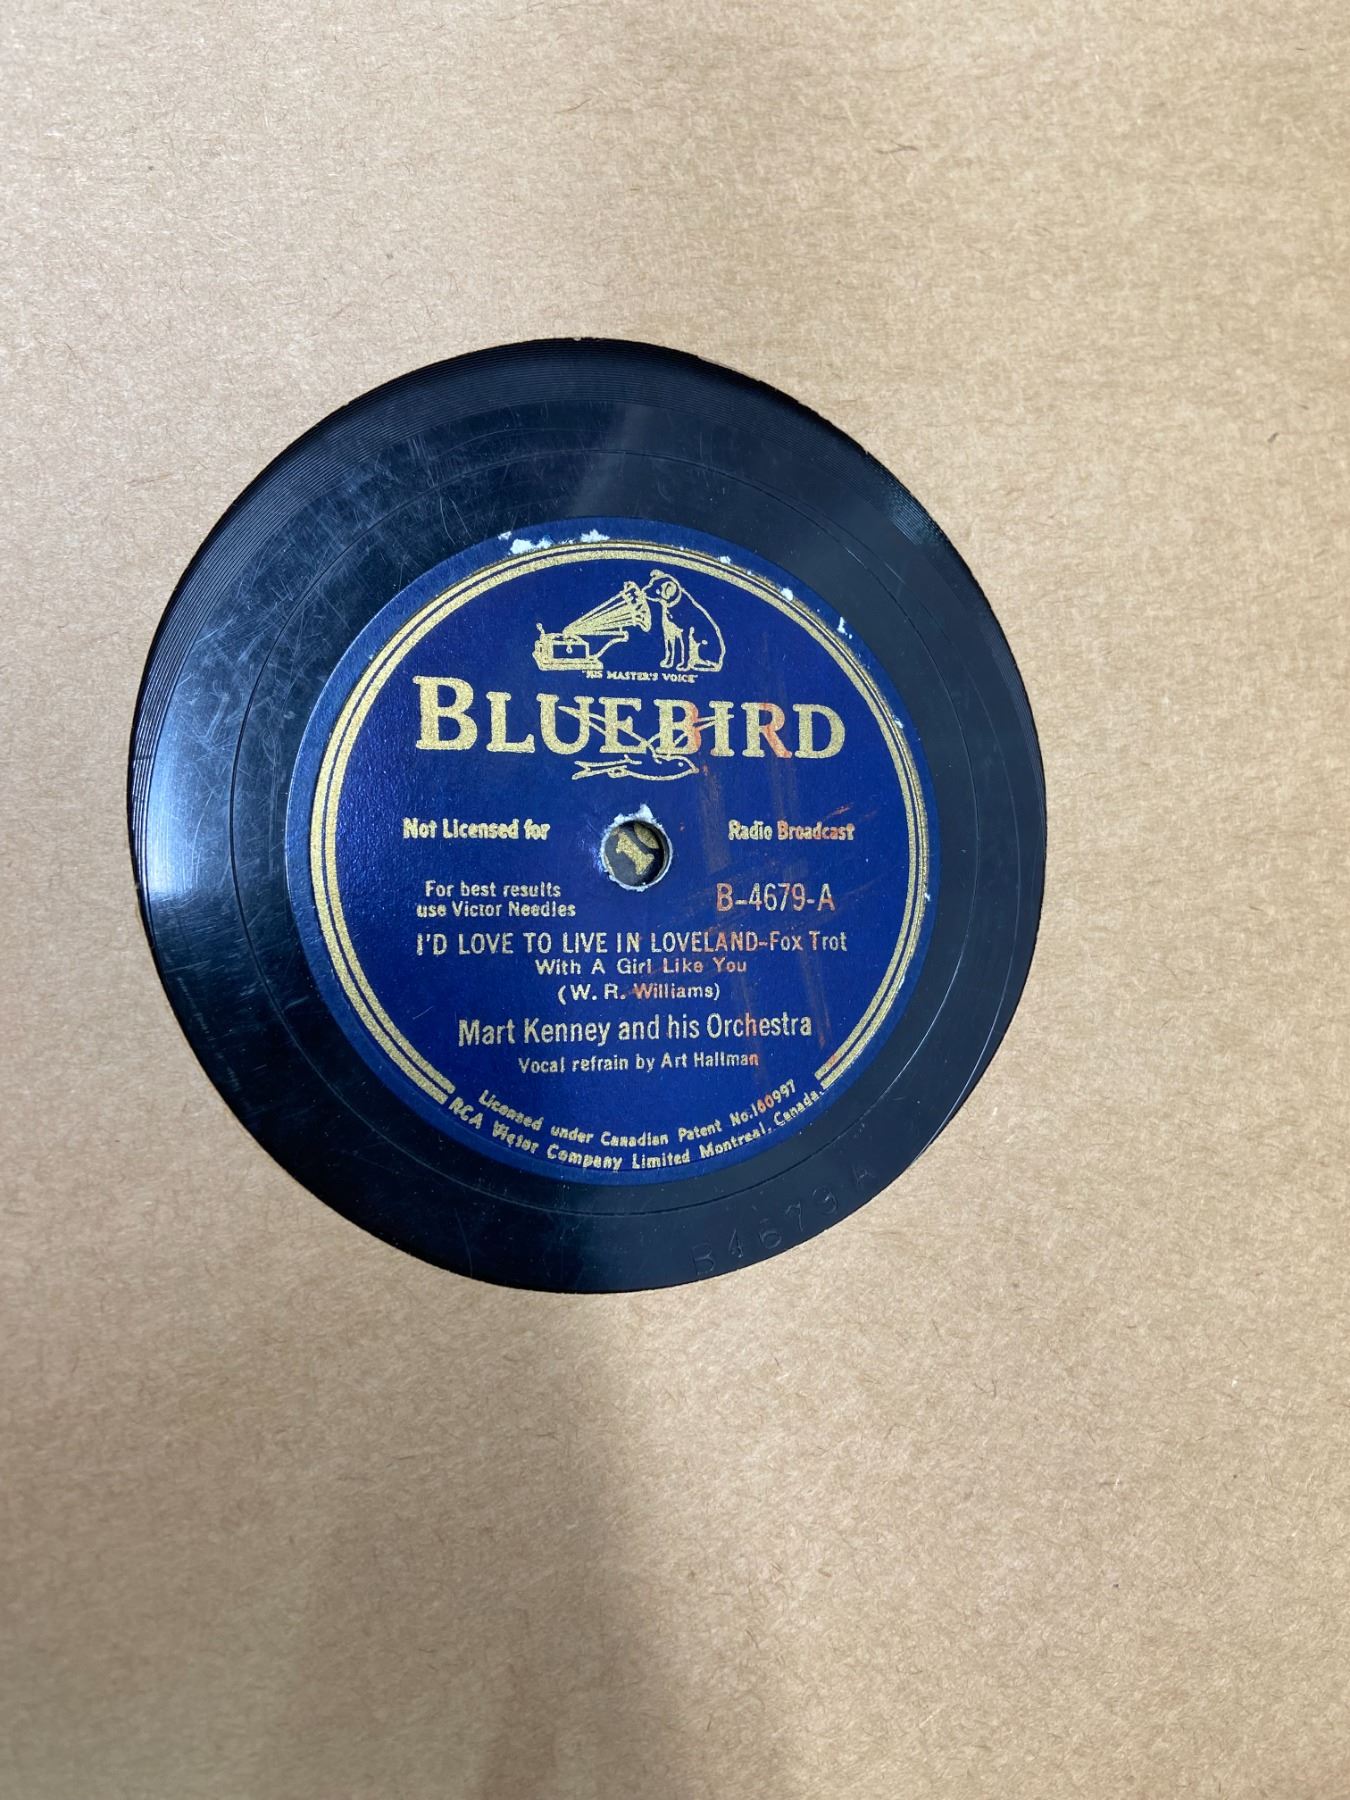 "HIS MASTER'S VOICE"
BLUEBIRD
Not Licensed for Radio Broadcast
For best results
use Victor Needles
B-4679-A
I'D LOVE TO LIVE IN LOVELAND-Fox Trot
With A Girl Like You
(W. R. Williams)
Mart Kenney and his Orchestra
Vocal refrain by Art Hallman
Licensed under Canadian Patent No.160997
RCA Victor Company Limited Montreal, Canada.
B4679 A